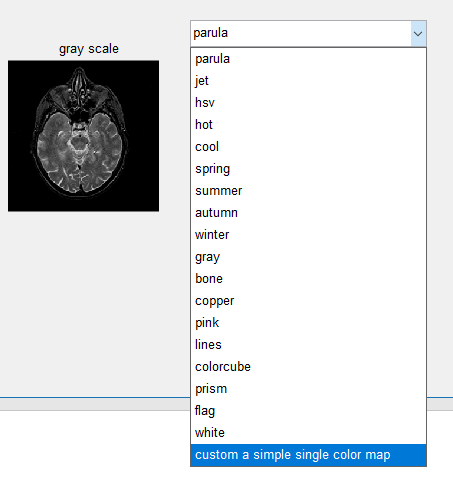 gray scale
parula
parula
jet
hsv
hot
cool
spring
summer
autumn
winter
gray
bone
copper
pink
lines
colorcube
prism
flag
white
custom a simple single color map